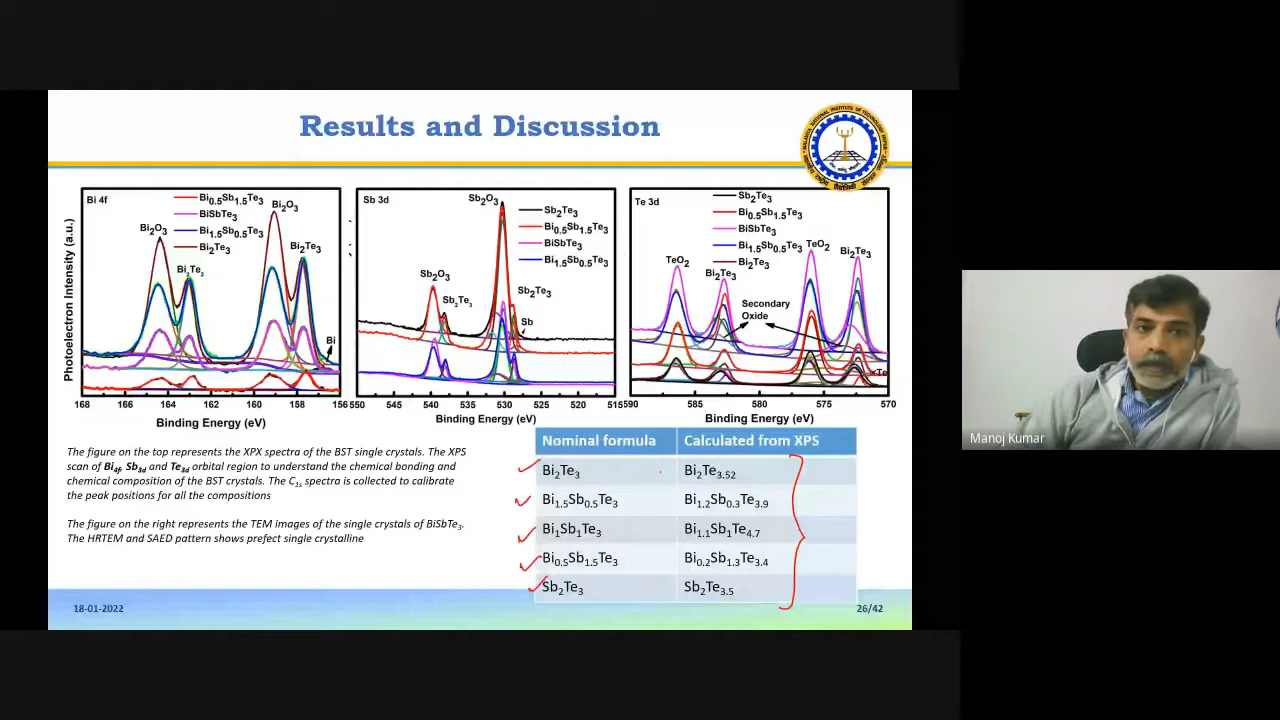 Results and Discussion
Bi 4f
Bi0.5Sb1.5Te3
BiSbTe3
Bi1.5Sb0.5Te3
Bi2Te3
Bi2O3
Bi2O3
Bi2Te3
Bi2Te3
Bi
Photoelectron Intensity (a.u.)
168 166 164 162 160 158 156
Binding Energy (eV)
Sb 3d
Sb2O3
Sb2Te3
Bi0.5Sb1.5Te3
BiSbTe3
Bi1.5Sb0.5Te3
Sb2O3
Sb2Te3
Sb2Te3
Sb
550 545 540 535 530 525 520 515
Binding Energy (eV)
Te 3d
Sb2Te3
Bi0.5Sb1.5Te3
BiSbTe3
Bi1.5Sb0.5Te3
Bi2Te3
TeO2
Bi2Te3
TeO2
Bi2Te3
Secondary
Oxide
Te
590 585 580 575 570
Binding Energy (eV)
The figure on the top represents the XPX spectra of the BST single crystals. The XPS
scan of Bi4f, Sb3d and Te3d orbital region to understand the chemical bonding and
chemical composition of the BST crystals. The C1s spectra is collected to calibrate
the peak positions for all the compositions
The figure on the right represents the TEM images of the single crystals of BiSbTe3.
The HRTEM and SAED pattern shows prefect single crystalline
Nominal formula Calculated from XPS
Bi2Te3 Bi2Te3.52
Bi1.5Sb0.5Te3 Bi1.2Sb0.3Te3.9
Bi1Sb1Te3 Bi1.1Sb1Te4.7
Bi0.5Sb1.5Te3 Bi0.2Sb1.3Te3.4
Sb2Te3 Sb2Te3.5
18-01-2022
26/42
Manoj Kumar